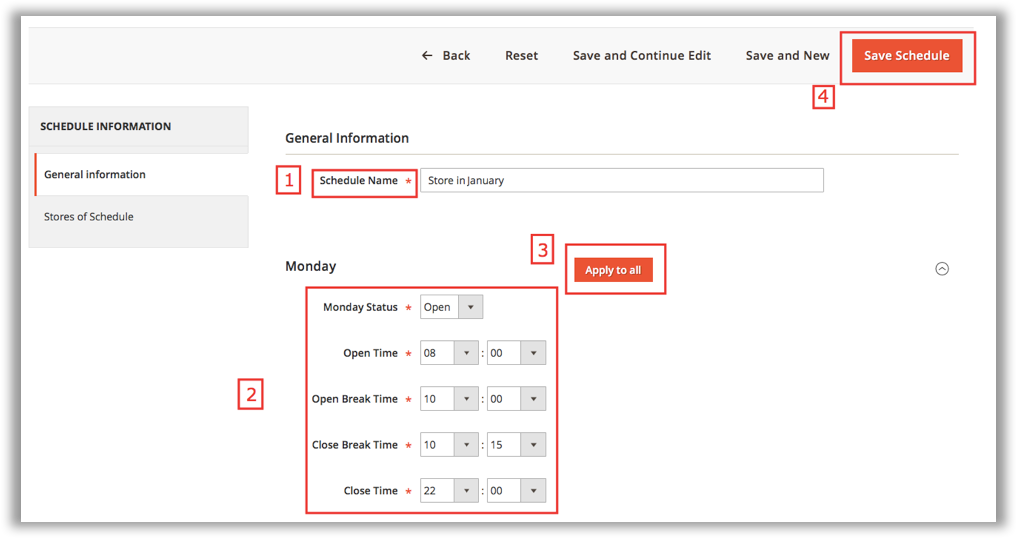 ← Back Reset Save and Continue Edit Save and New Save Schedule
4
SCHEDULE INFORMATION
General information
Stores of Schedule
General Information
1 Schedule Name * Store in January
3
Monday Apply to all
Monday Status * Open
Open Time * 08 : 00
2
Open Break Time * 10 : 00
Close Break Time * 10 : 15
Close Time * 22 : 00